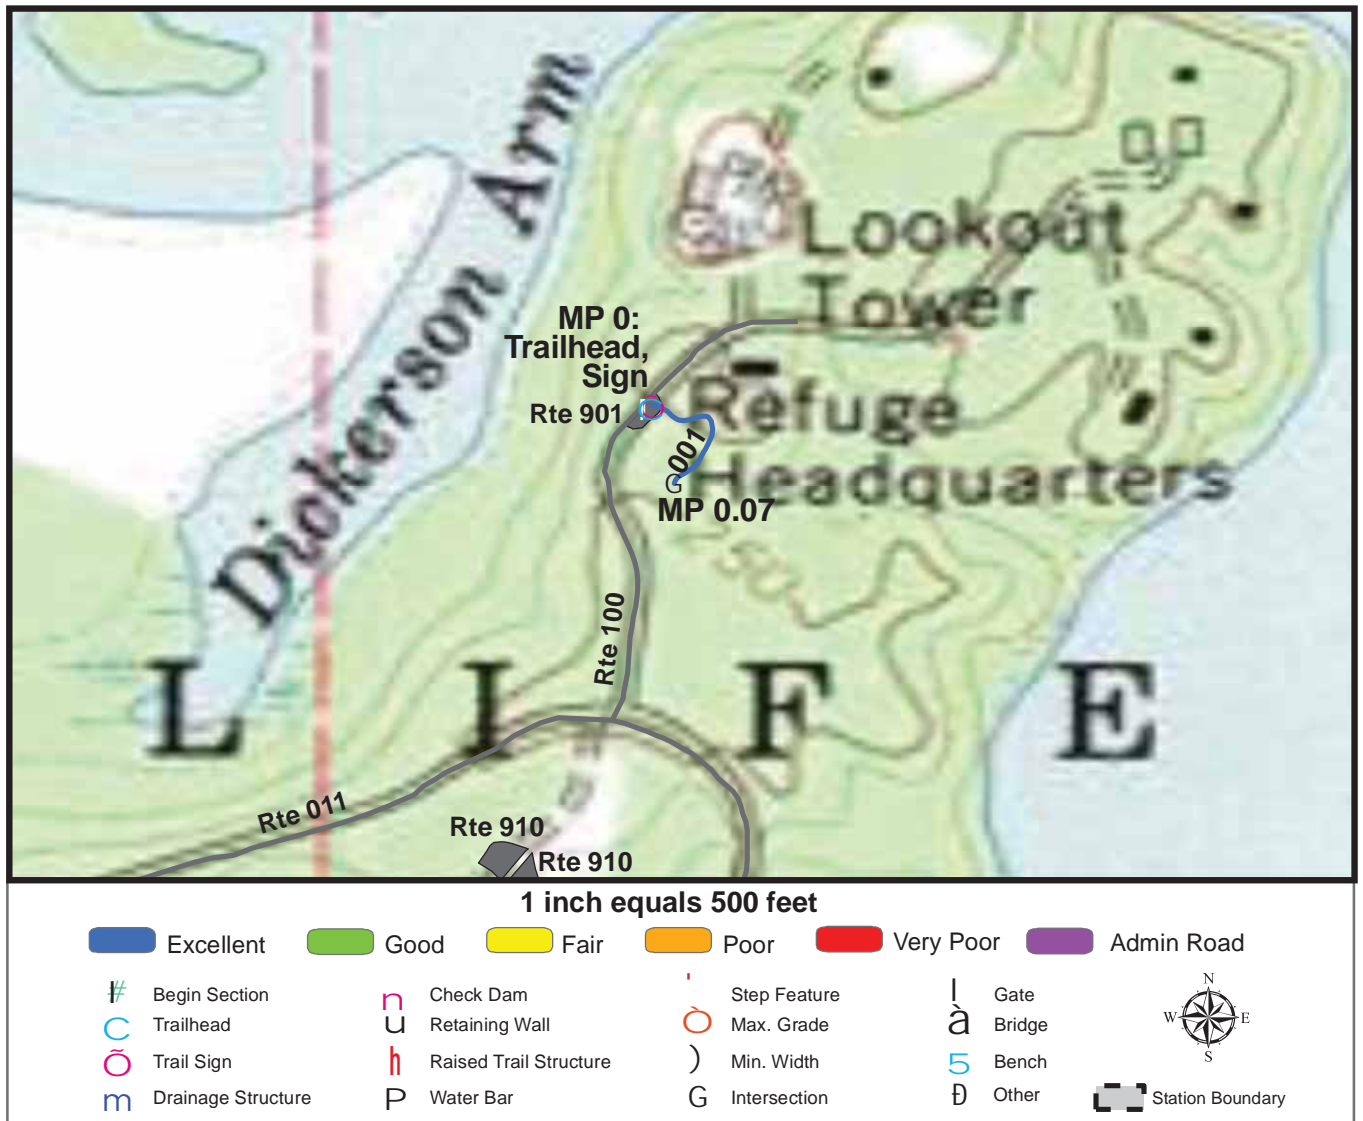 Dickerson Arm
Lookout
Tower
MP 0:
Trailhead,
Sign
Rte 901
Refuge
001
Headquarters
G
MP 0.07
250
Rte 100
L I F E
Rte 011
Rte 910
Rte 910
1 inch equals 500 feet
Excellent Good Fair Poor Very Poor Admin Road
# Begin Section n Check Dam ' Step Feature I Gate
C Trailhead u Retaining Wall Ò Max. Grade à Bridge
Õ Trail Sign h Raised Trail Structure ) Min. Width 5 Bench
m Drainage Structure P Water Bar G Intersection Ð Other
N
W E
S
Station Boundary